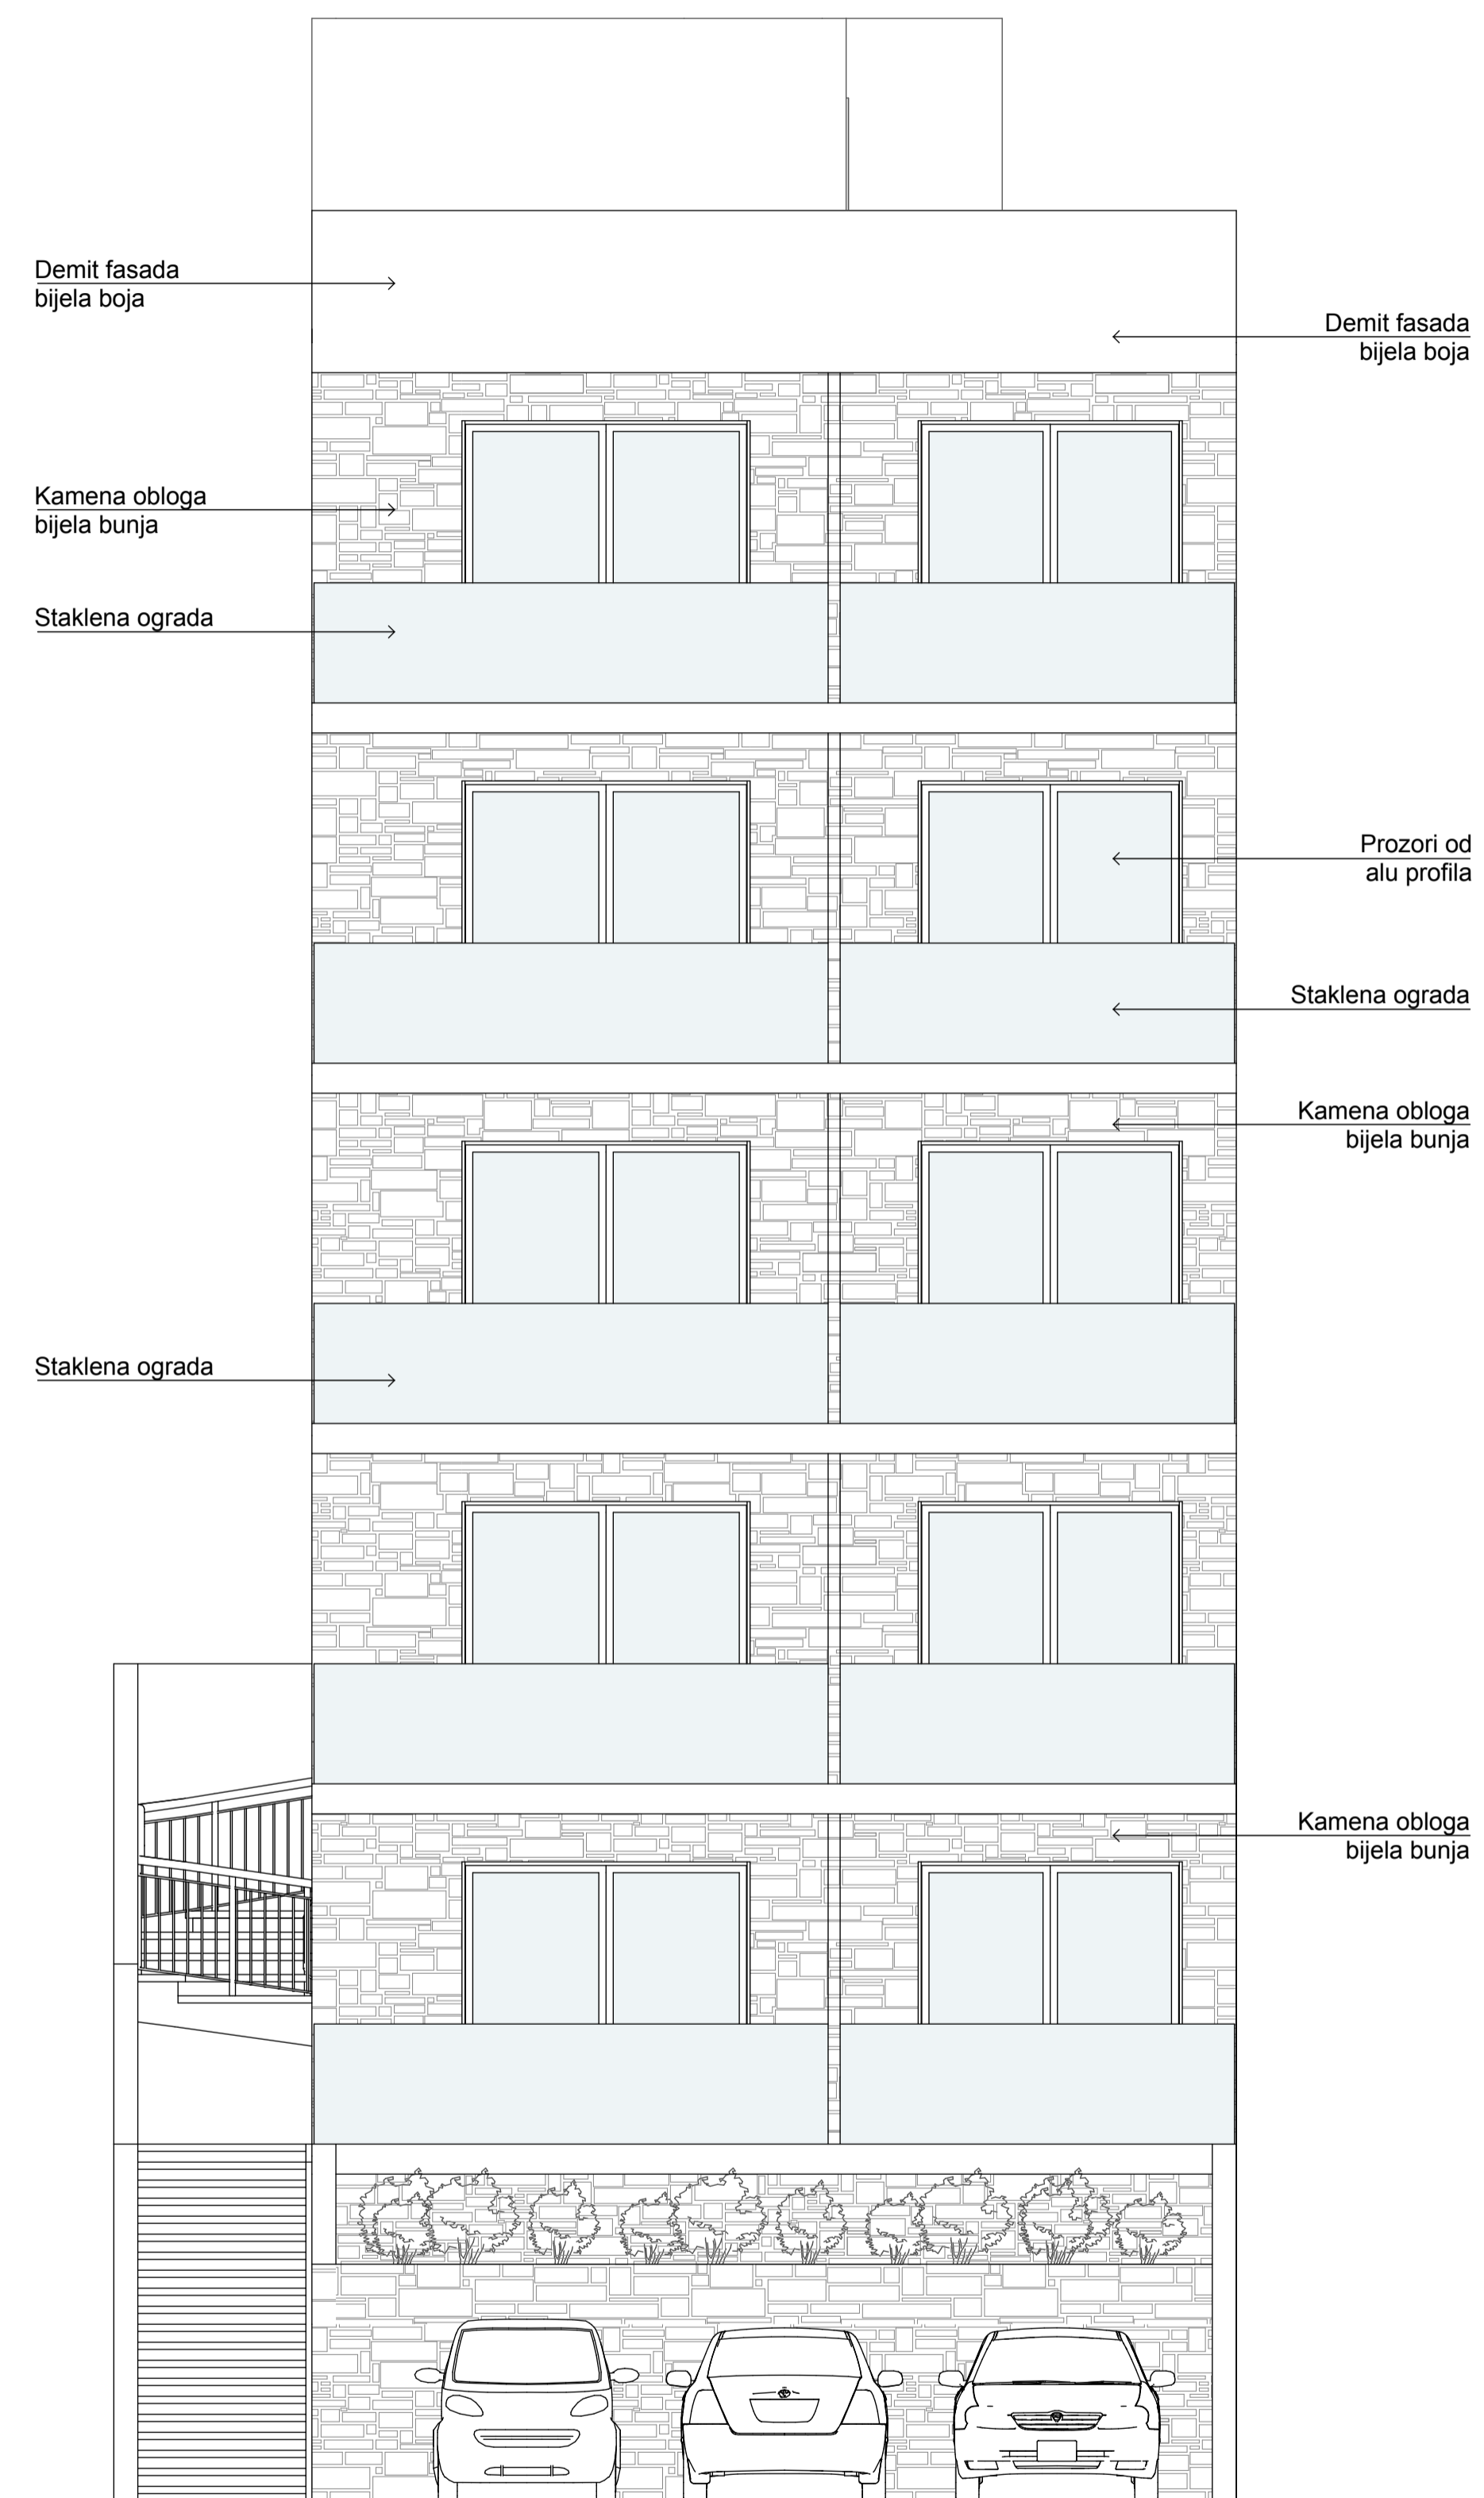 Demit fasada
bijela boja
Demit fasada
bijela boja
Kamena obloga
bijela bunja
Staklena ograda
Prozori od
alu profila
Staklena ograda
Kamena obloga
bijela bunja
Staklena ograda
Kamena obloga
bijela bunja